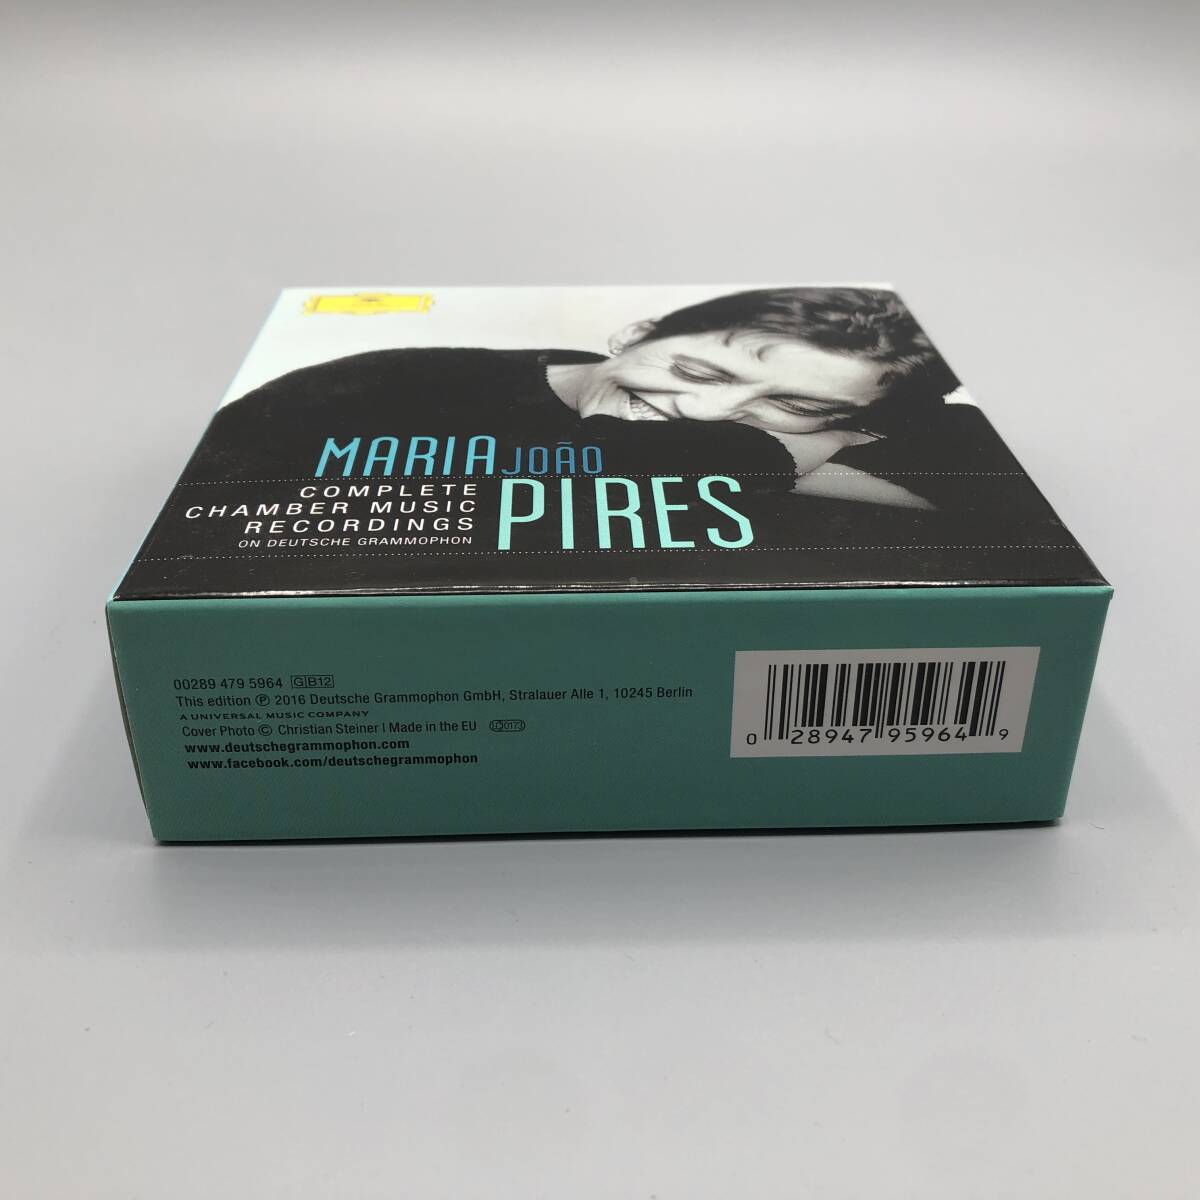 MARIA JOÃO
PIRES
COMPLETE
CHAMBER MUSIC
RECORDINGS
ON DEUTSCHE GRAMMOPHON
00289 479 5964 GB12
This edition ℗ 2016 Deutsche Grammophon GmbH, Stralauer Alle 1, 10245 Berlin
A UNIVERSAL MUSIC COMPANY
Cover Photo © Christian Steiner | Made in the EU LC0173
www.deutschegrammophon.com
www.facebook.com/deutschegrammophon
0 28947 95964 9